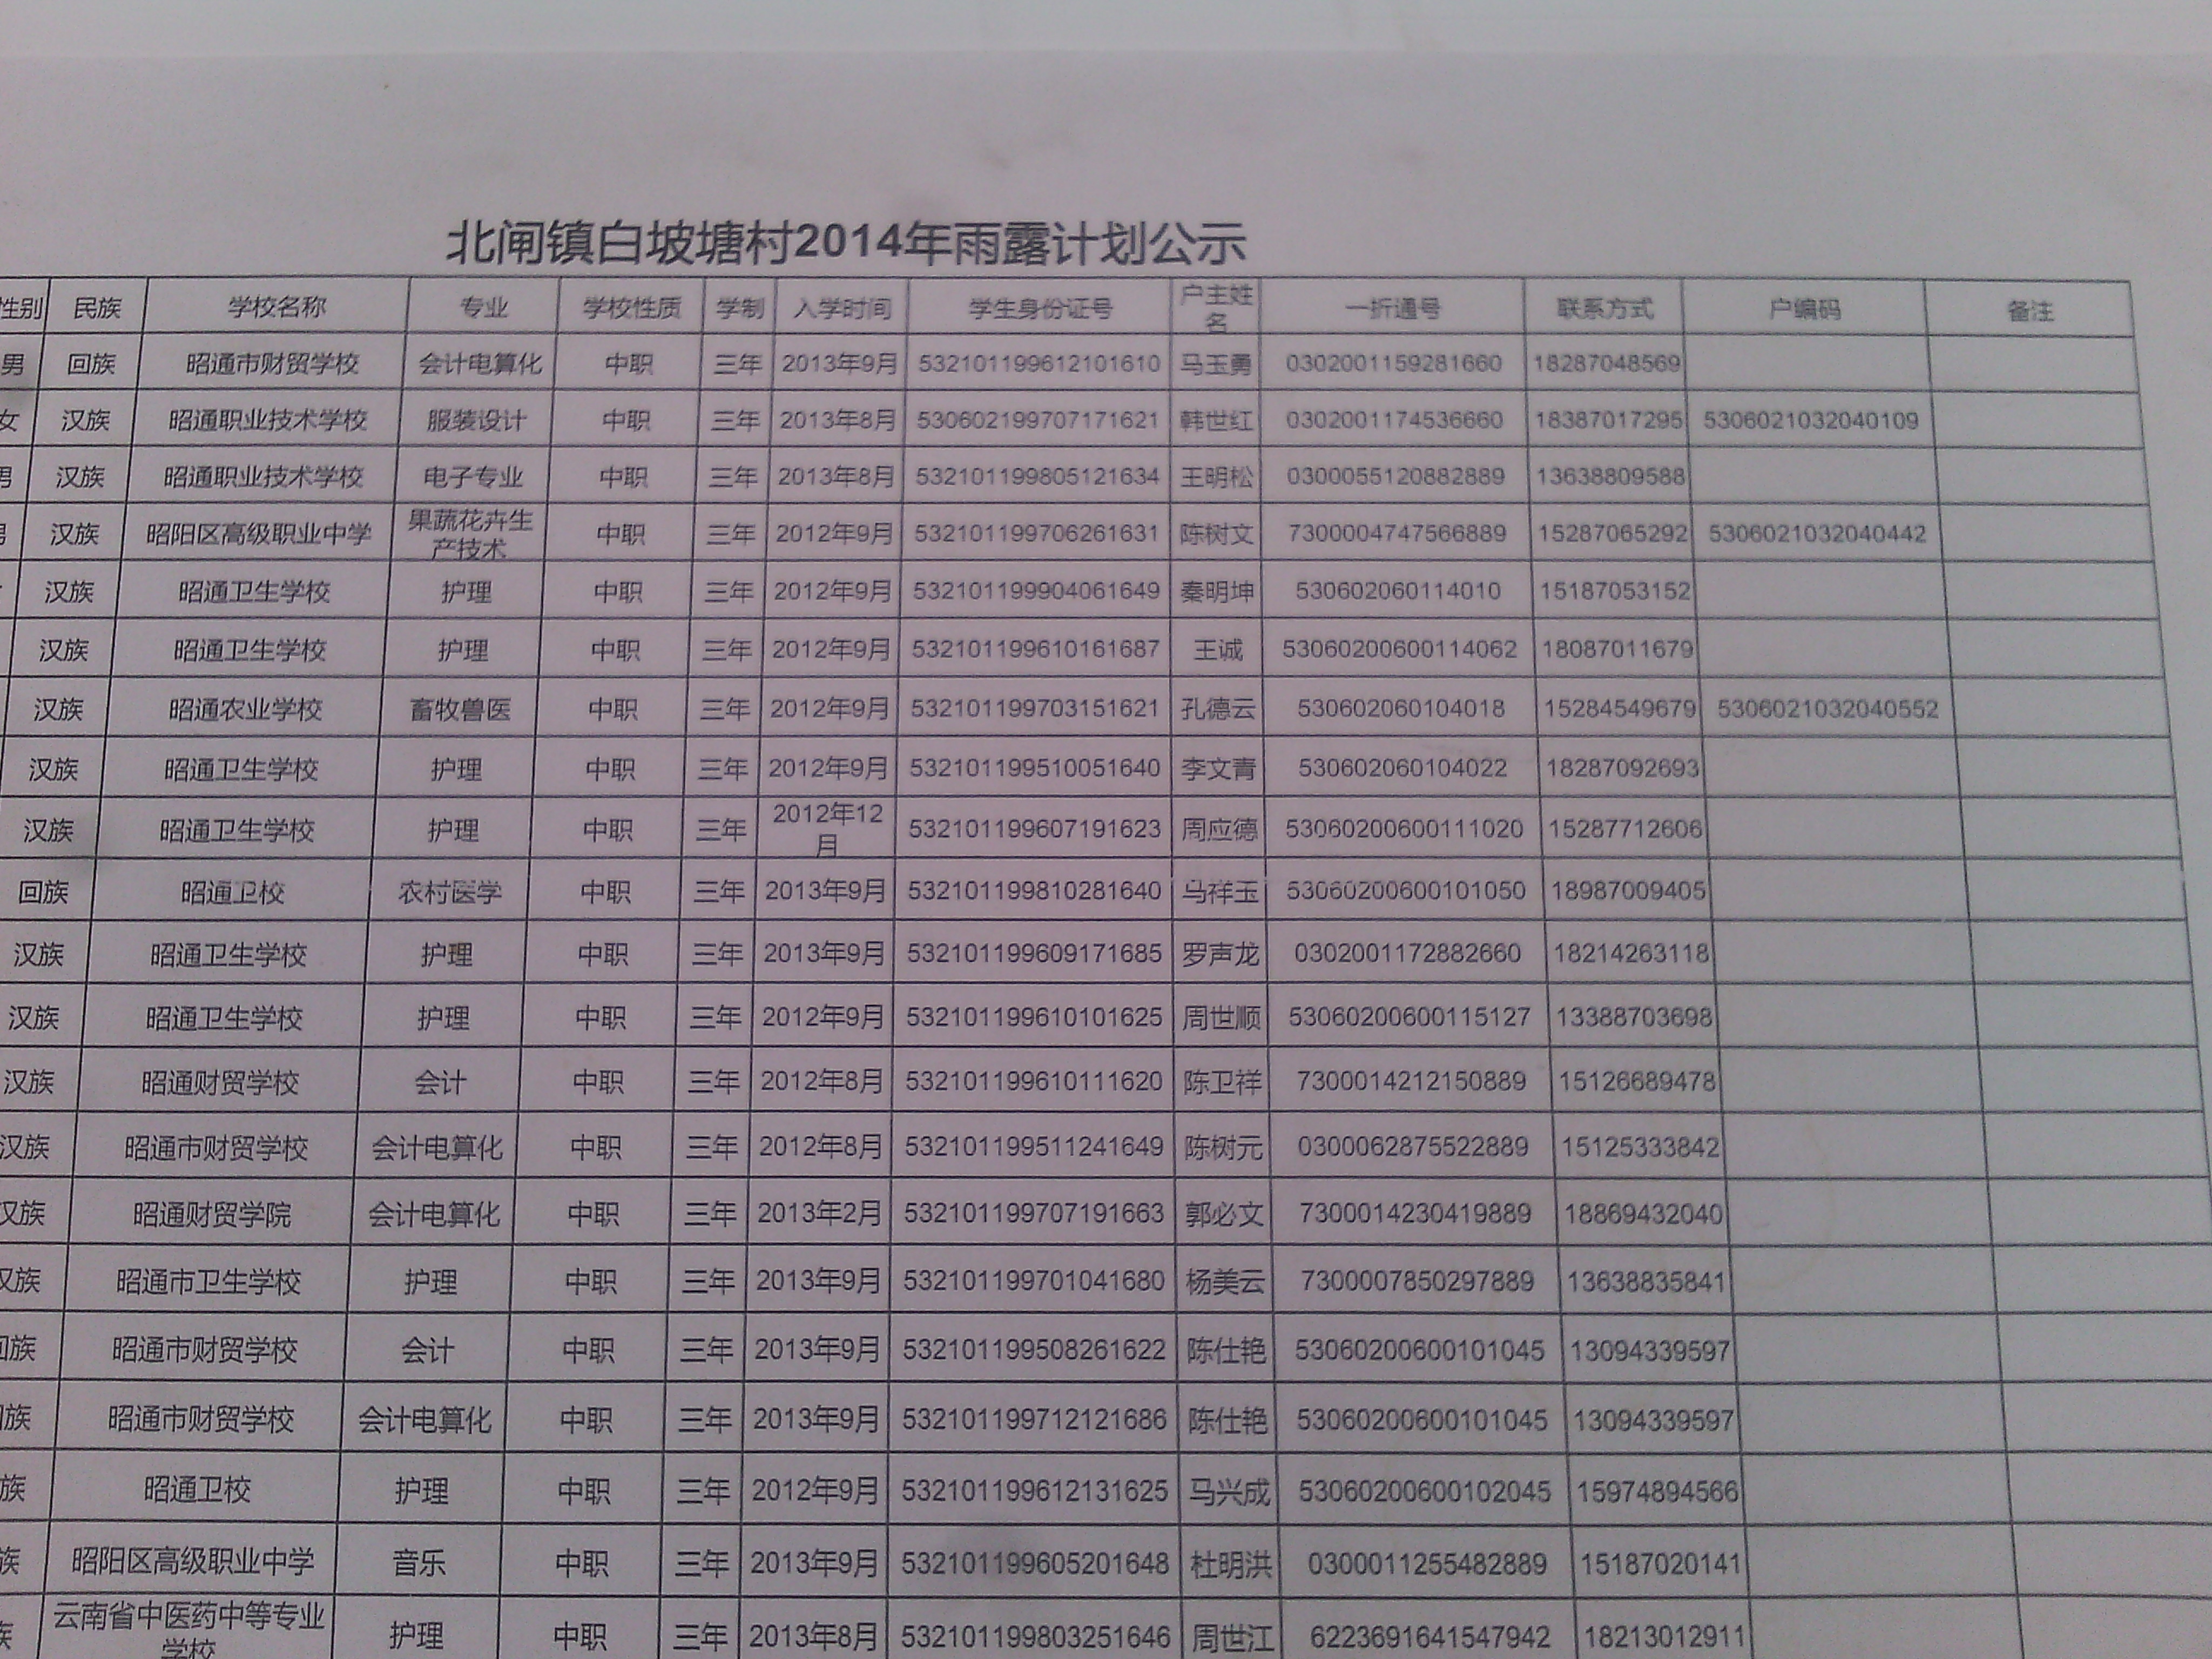 北闸镇白坡塘村2014年雨露计划公示
性别 民族 学校名称 专业 学校性质 学制 入学时间 学生身份证号 户主姓名 一折通号 联系方式 户编码 备注
男 回族 昭通市财贸学校 会计电算化 中职 三年 2013年9月 532101199612101610 马玉勇 0302001159281660 18287048569
女 汉族 昭通职业技术学校 服装设计 中职 三年 2013年8月 530602199707171621 韩世红 0302001174536660 18387017295 5306021032040109
男 汉族 昭通职业技术学校 电子专业 中职 三年 2013年8月 532101199805121634 王明松 0300055120882889 13638809588
男 汉族 昭阳区高级职业中学 果蔬花卉生产技术 中职 三年 2012年9月 532101199706261631 陈树文 7300004747566889 15287065292 5306021032040442
汉族 昭通卫生学校 护理 中职 三年 2012年9月 532101199904061649 秦明坤 530602060114010 15187053152
汉族 昭通卫生学校 护理 中职 三年 2012年9月 532101199610161687 王诚 53060200600114062 18087011679
汉族 昭通农业学校 畜牧兽医 中职 三年 2012年9月 532101199703151621 孔德云 530602060104018 15284549679 5306021032040552
汉族 昭通卫生学校 护理 中职 三年 2012年9月 532101199510051640 李文青 530602060104022 18287092693
汉族 昭通卫生学校 护理 中职 三年 2012年12月 532101199607191623 周应德 53060200600111020 15287712606
回族 昭通卫校 农村医学 中职 三年 2013年9月 532101199810281640 马祥玉 53060200600101050 18987009405
汉族 昭通卫生学校 护理 中职 三年 2013年9月 532101199609171685 罗声龙 0302001172882660 18214263118
汉族 昭通卫生学校 护理 中职 三年 2012年9月 532101199610101625 周世顺 53060200600115127 13388703698
汉族 昭通财贸学校 会计 中职 三年 2012年8月 532101199610111620 陈卫祥 7300014212150889 15126689478
汉族 昭通市财贸学校 会计电算化 中职 三年 2012年8月 532101199511241649 陈树元 0300062875522889 15125333842
汉族 昭通财贸学院 会计电算化 中职 三年 2013年2月 532101199707191663 郭必文 7300014230419889 18869432040
汉族 昭通市卫生学校 护理 中职 三年 2013年9月 532101199701041680 杨美云 7300007850297889 13638835841
回族 昭通市财贸学校 会计 中职 三年 2013年9月 532101199508261622 陈仕艳 53060200600101045 13094339597
族 昭通市财贸学校 会计电算化 中职 三年 2013年9月 532101199712121686 陈仕艳 53060200600101045 13094339597
族 昭通卫校 护理 中职 三年 2012年9月 532101199612131625 马兴成 53060200600102045 15974894566
族 昭阳区高级职业中学 音乐 中职 三年 2013年9月 532101199605201648 杜明洪 0300011255482889 15187020141
族 云南省中医药中等专业学校 护理 中职 三年 2013年8月 532101199803251646 周世江 6223691641547942 18213012911